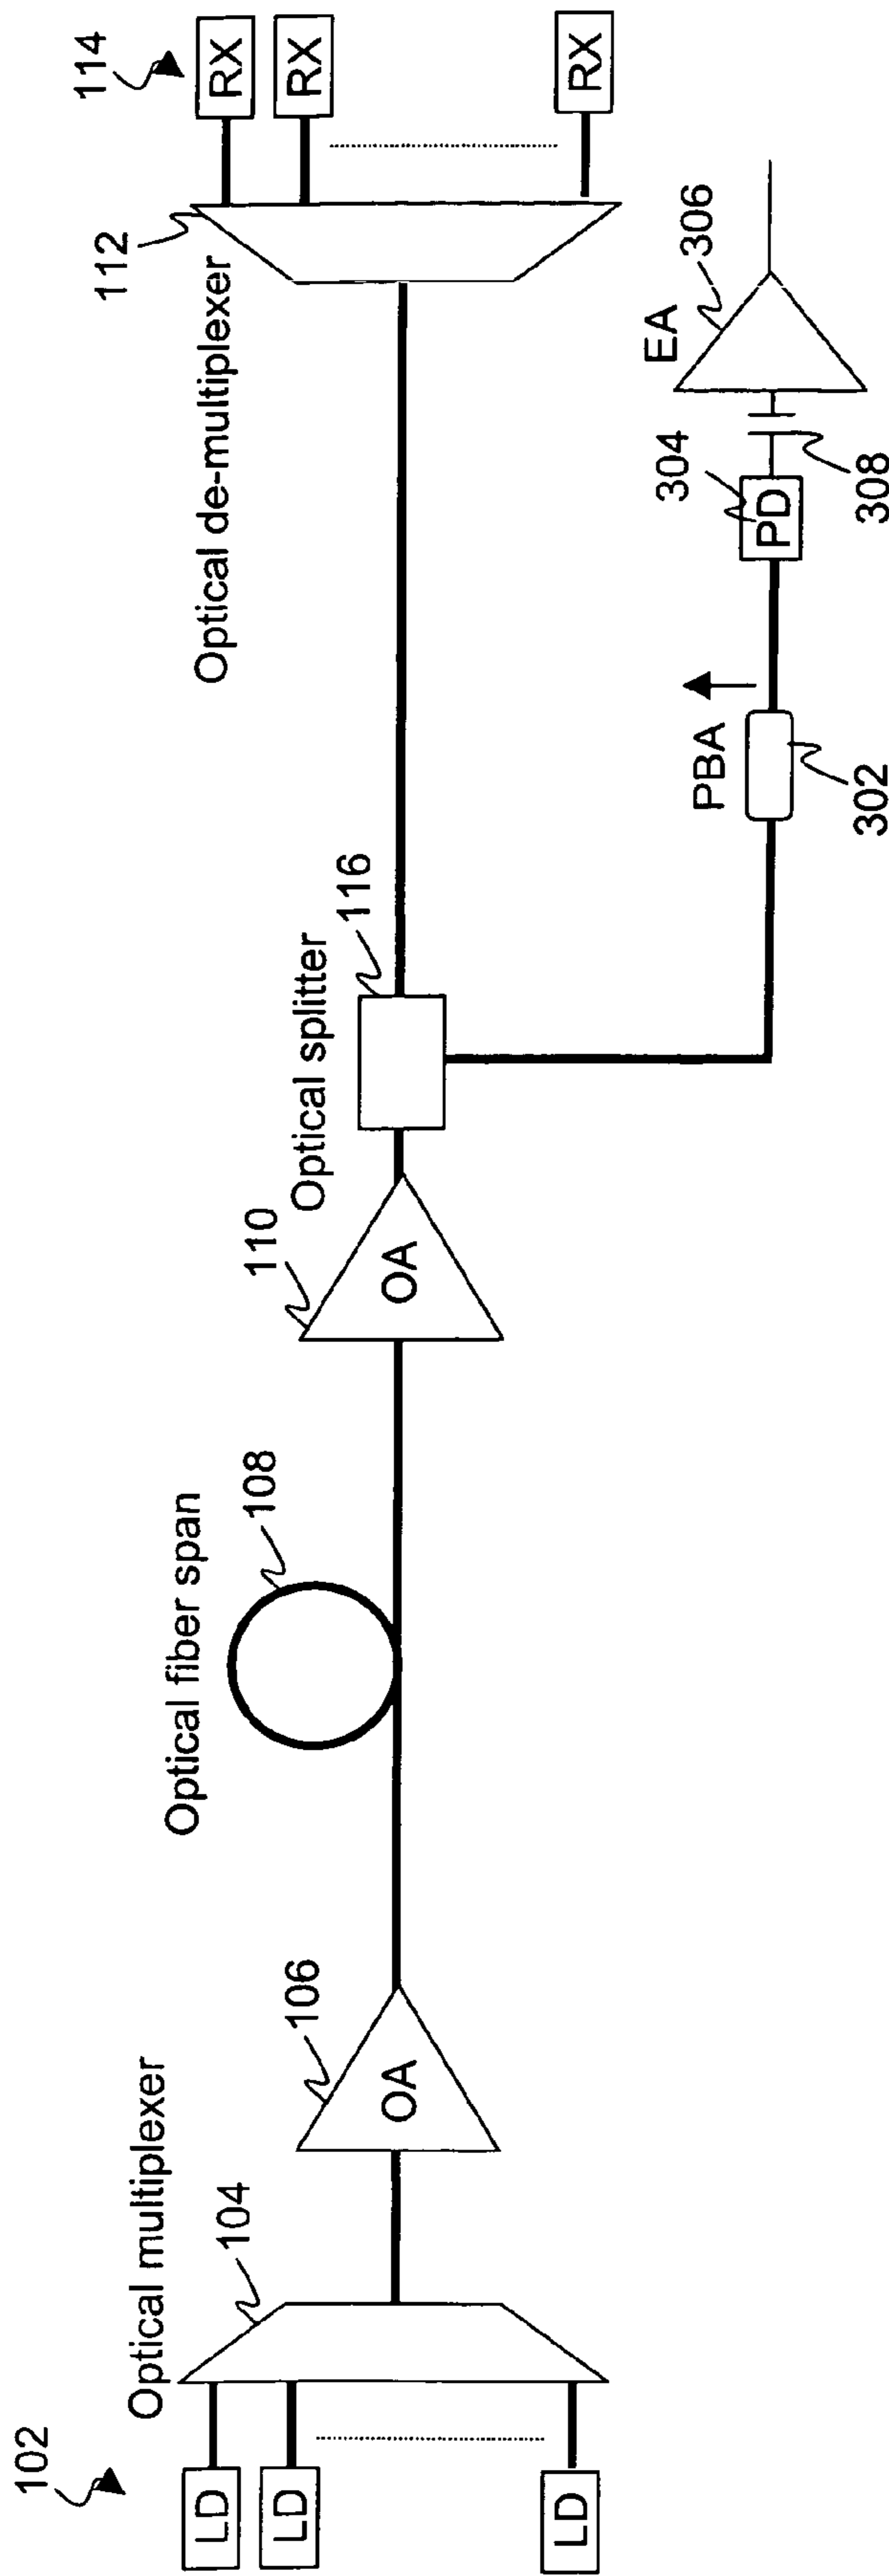 102
LD
LD
LD
Optical multiplexer
104
OA
106
Optical fiber span
108
OA
110
Optical splitter
116
Optical de-multiplexer
112
114
RX
RX
RX
PBA
302
304
PD
308
EA
306